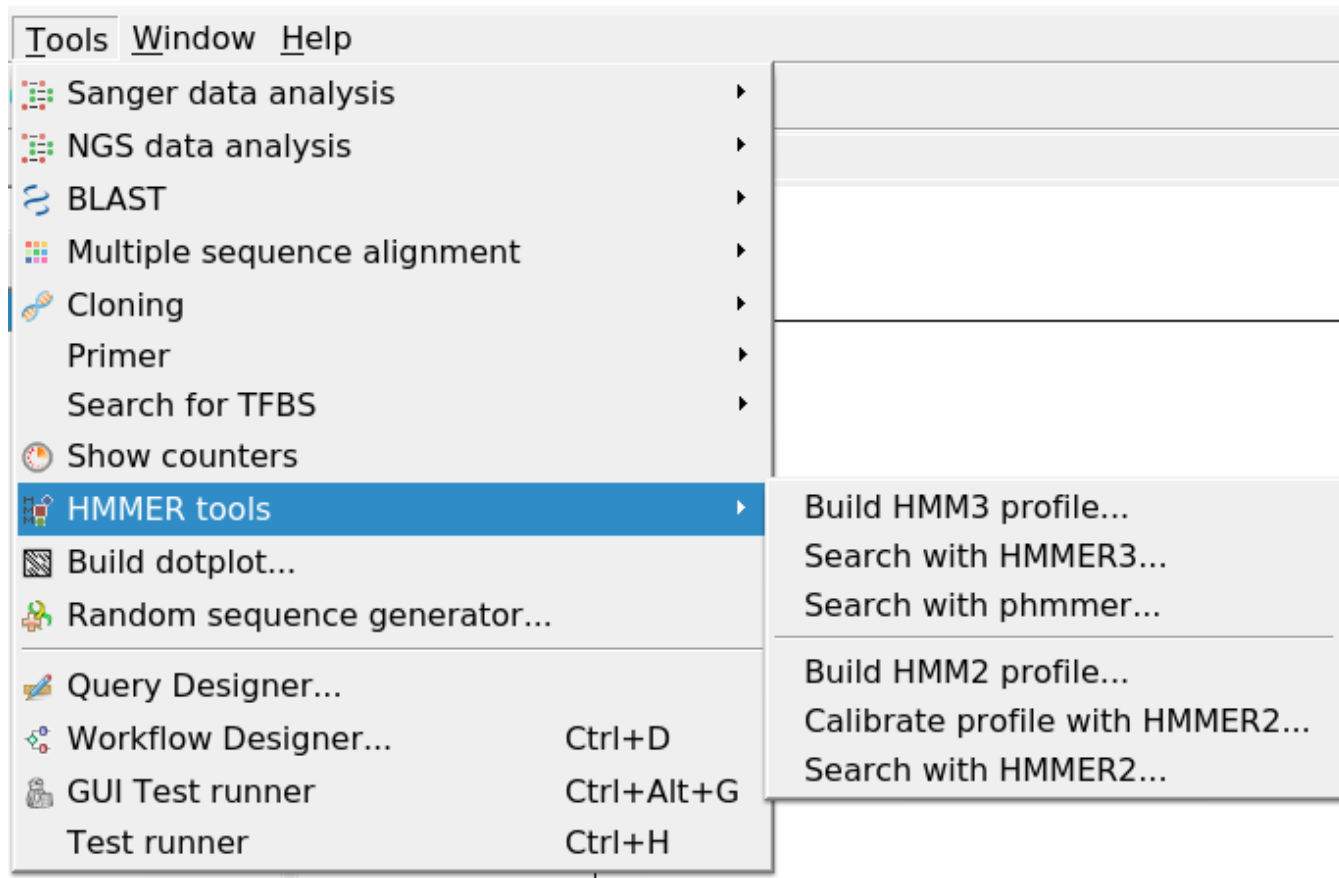 Tools Window Help
Sanger data analysis
NGS data analysis
BLAST
Multiple sequence alignment
Cloning
Primer
Search for TFBS
Show counters
HMMER tools
Build dotplot...
Random sequence generator...
Query Designer...
Workflow Designer... Ctrl+D
GUI Test runner Ctrl+Alt+G
Test runner Ctrl+H
Build HMM3 profile...
Search with HMMER3...
Search with phmmer...
Build HMM2 profile...
Calibrate profile with HMMER2...
Search with HMMER2...